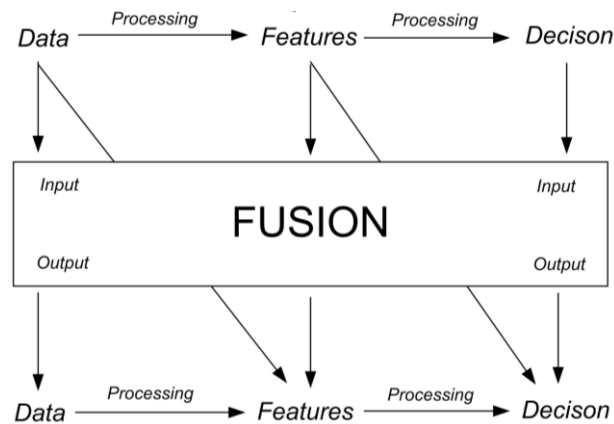 Processing Processing
Data Features Decison
Input Input
FUSION
Output Output
Processing Processing
Data Features Decison